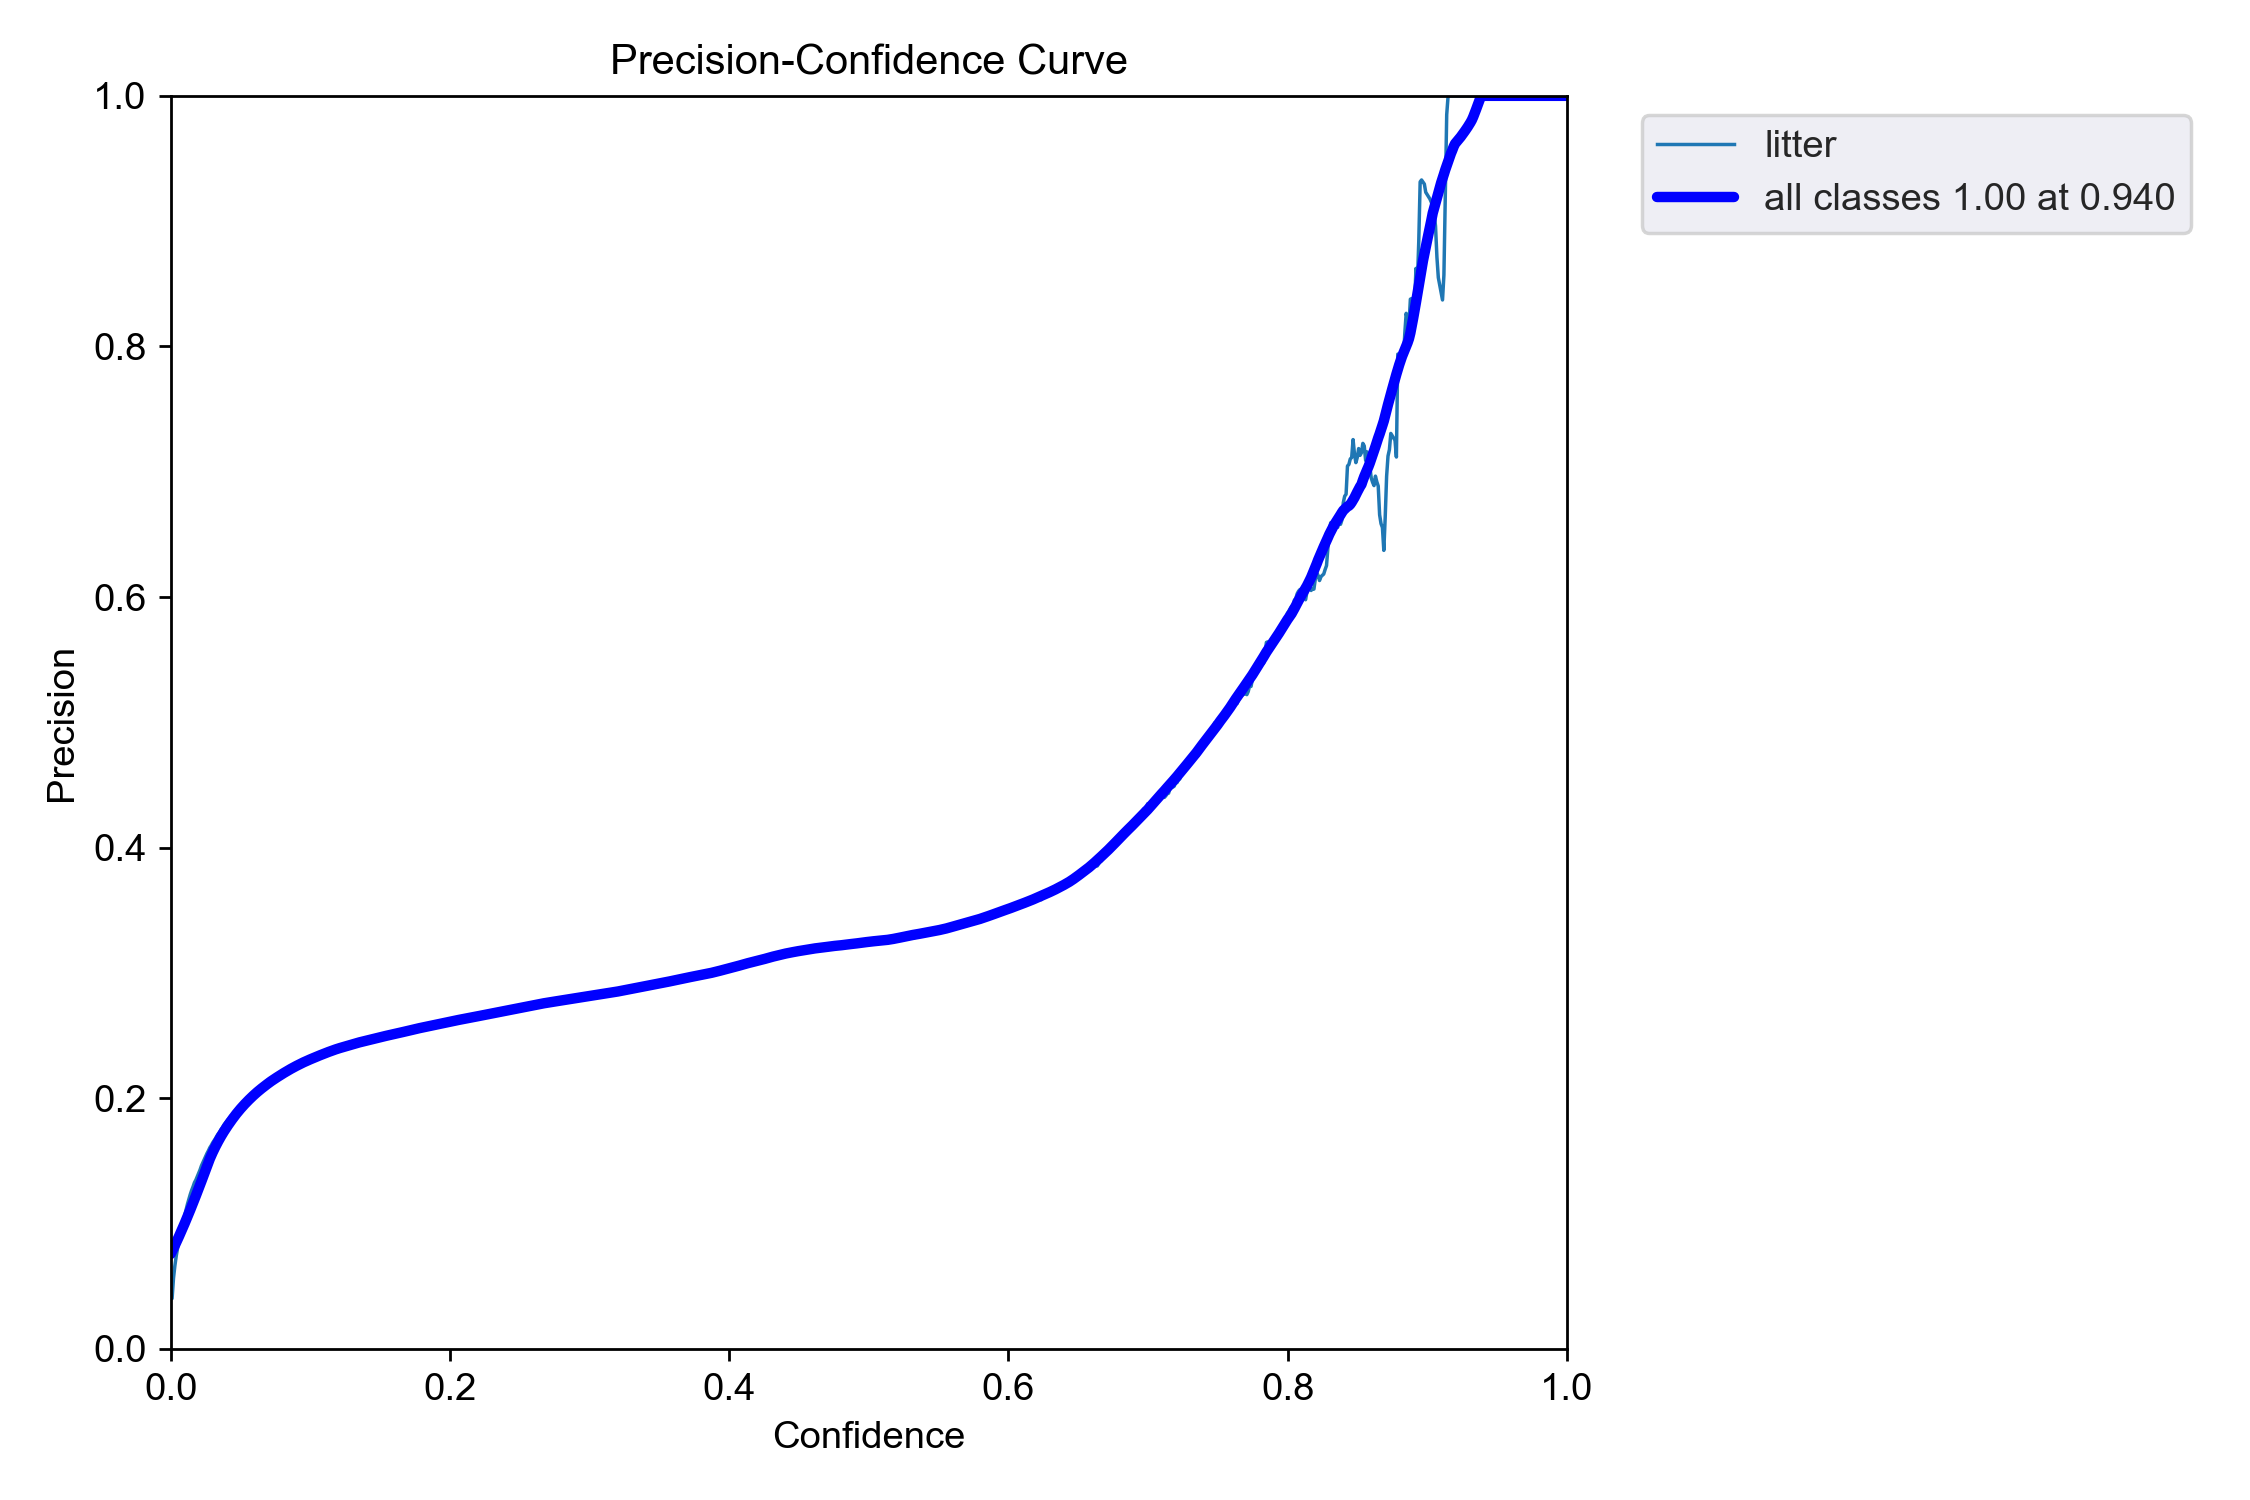 Precision-Confidence Curve
1.0
0.8
0.6
0.4
0.2
0.0
Precision
0.0 0.2 0.4 0.6 0.8 1.0
Confidence
litter
all classes 1.00 at 0.940